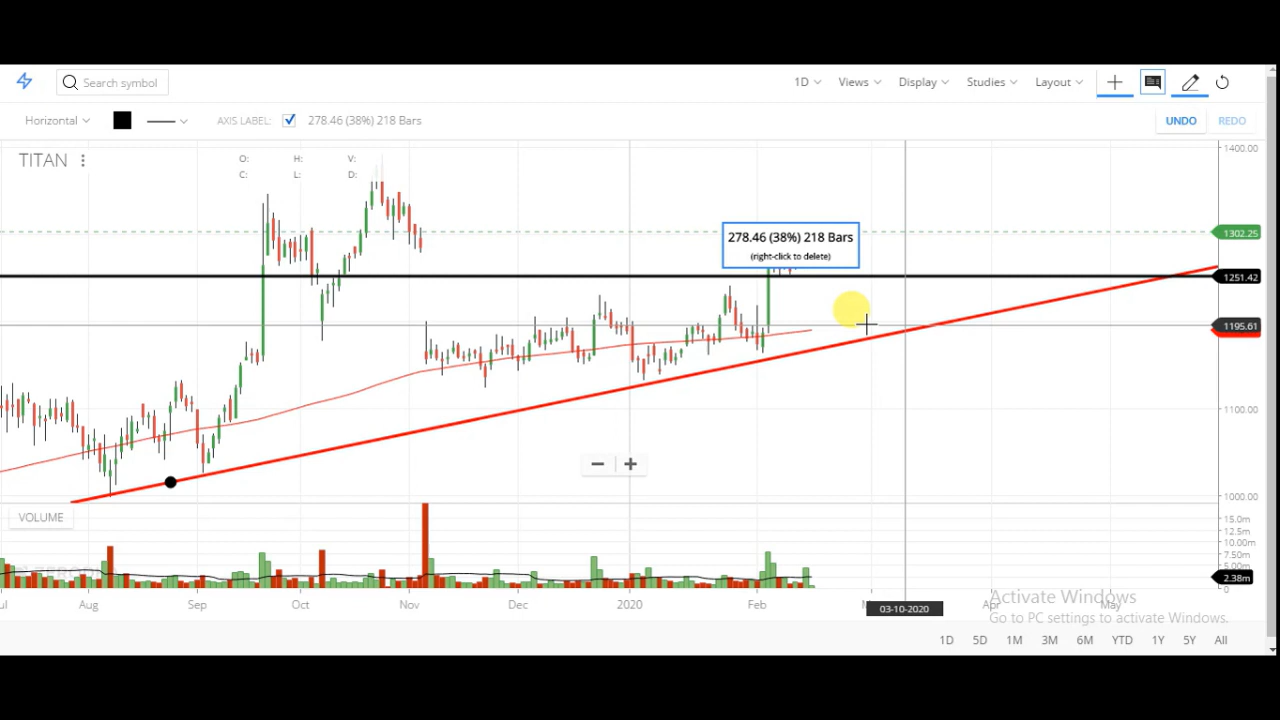 Search symbol
1D Views Display Studies Layout
Horizontal AXIS LABEL: 278.46 (38%) 218 Bars UNDO REDO
TITAN
O: H: V:
C: L: D:
1400.00
278.46 (38%) 218 Bars
(right-click to delete)
1302.25
1251.42
1195.61
1100.00
1000.00
VOLUME
15.0m
12.5m
10.00m
7.50m
2.38m
0
Aug Sep Oct Nov Dec 2020 Feb Apr May
03-10-2020
Activate Windows
Go to PC settings to activate Windows.
1D 5D 1M 3M 6M YTD 1Y 5Y All